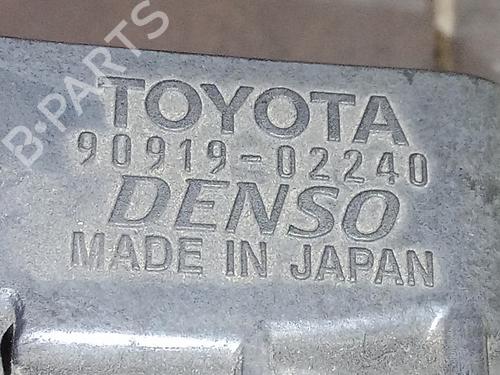 B-PARTS
TOYOTA
90919-02240
DENSO
MADE IN JAPAN